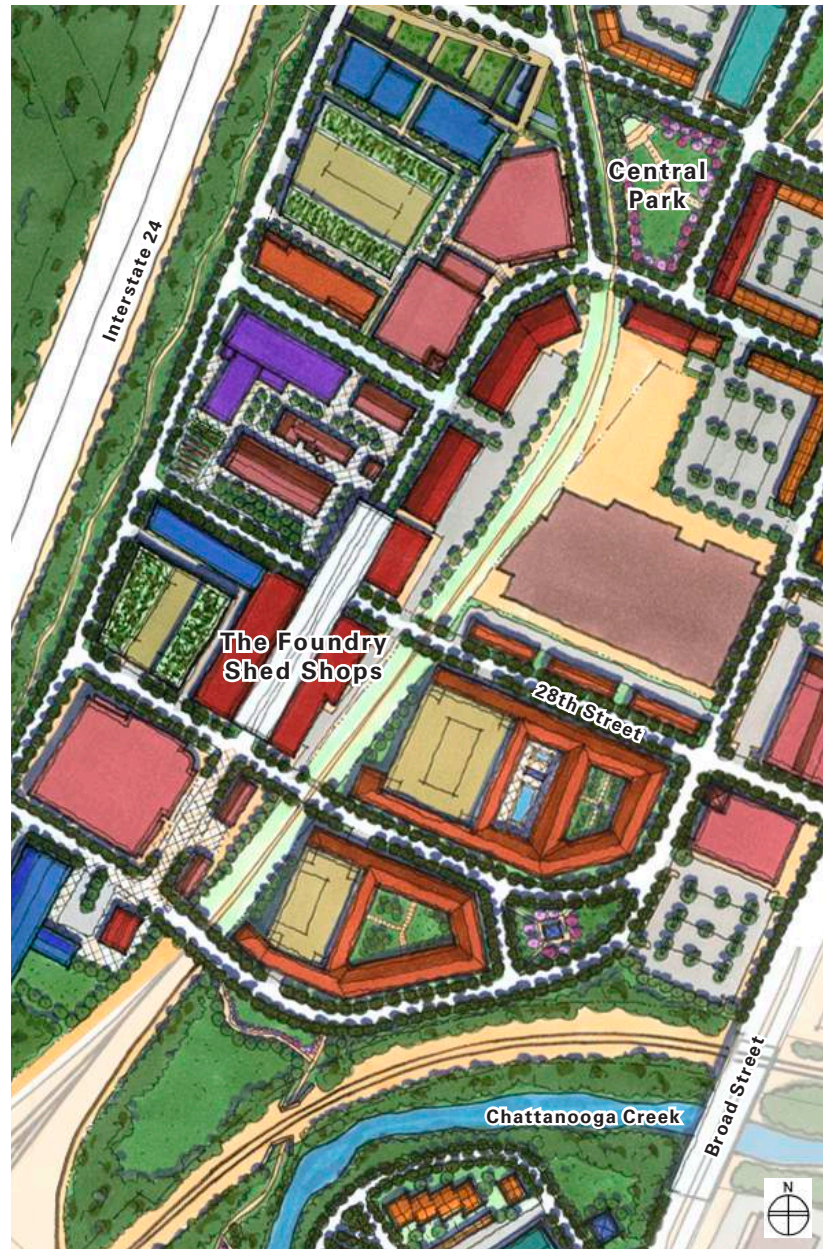 Central
Park
Interstate 24
The Foundry
Shed Shops
28th Street
Chattanooga Creek
Broad Street
N